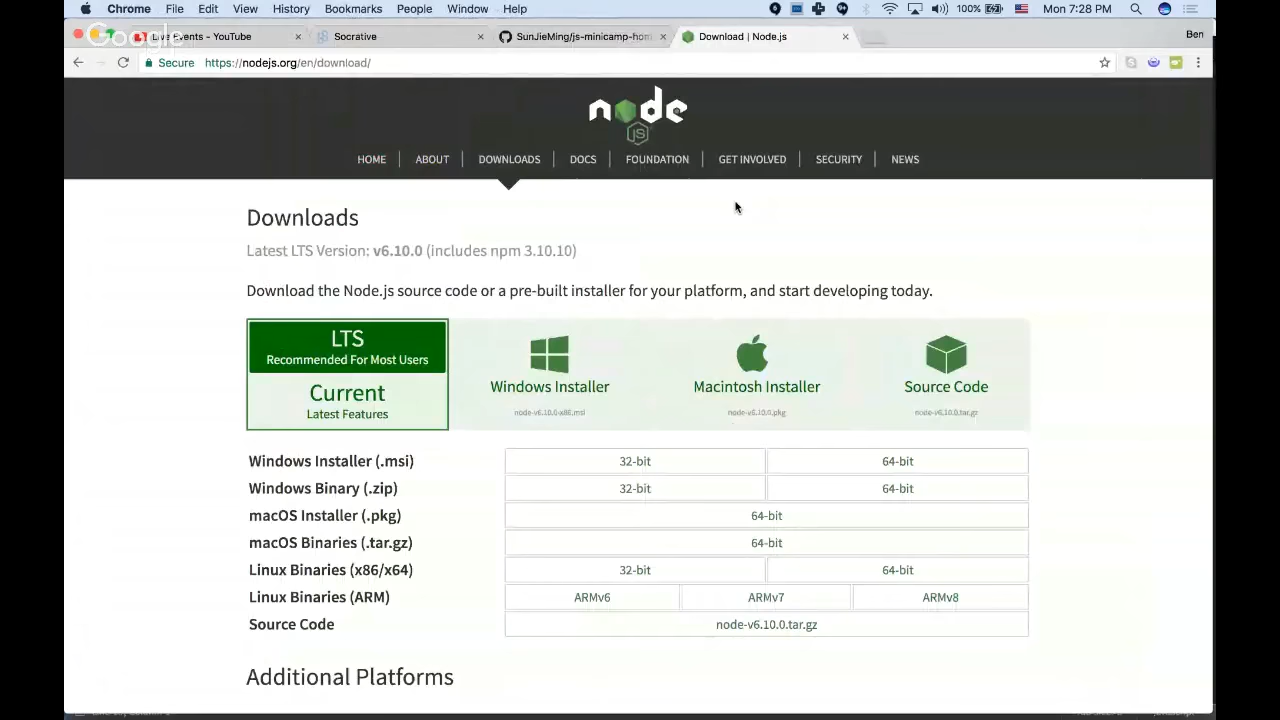 Chrome File Edit View History Bookmarks People Window Help 100% Mon 7:28 PM
Google
Live Events - YouTube Socrative SunJieMing/js-minicamp-hom Download | Node.js Ben
Secure https://nodejs.org/en/download/
node
JS
HOME ABOUT DOWNLOADS DOCS FOUNDATION GET INVOLVED SECURITY NEWS
Downloads
Latest LTS Version: v6.10.0 (includes npm 3.10.10)
Download the Node.js source code or a pre-built installer for your platform, and start developing today.
LTS
Recommended For Most Users
Current
Latest Features
Windows Installer
node-v6.10.0-x86.msi
Macintosh Installer
node-v6.10.0.pkg
Source Code
node-v6.10.0.tar.gz
Windows Installer (.msi) 32-bit 64-bit
Windows Binary (.zip) 32-bit 64-bit
macOS Installer (.pkg) 64-bit
macOS Binaries (.tar.gz) 64-bit
Linux Binaries (x86/x64) 32-bit 64-bit
Linux Binaries (ARM) ARMv6 ARMv7 ARMv8
Source Code node-v6.10.0.tar.gz
Additional Platforms